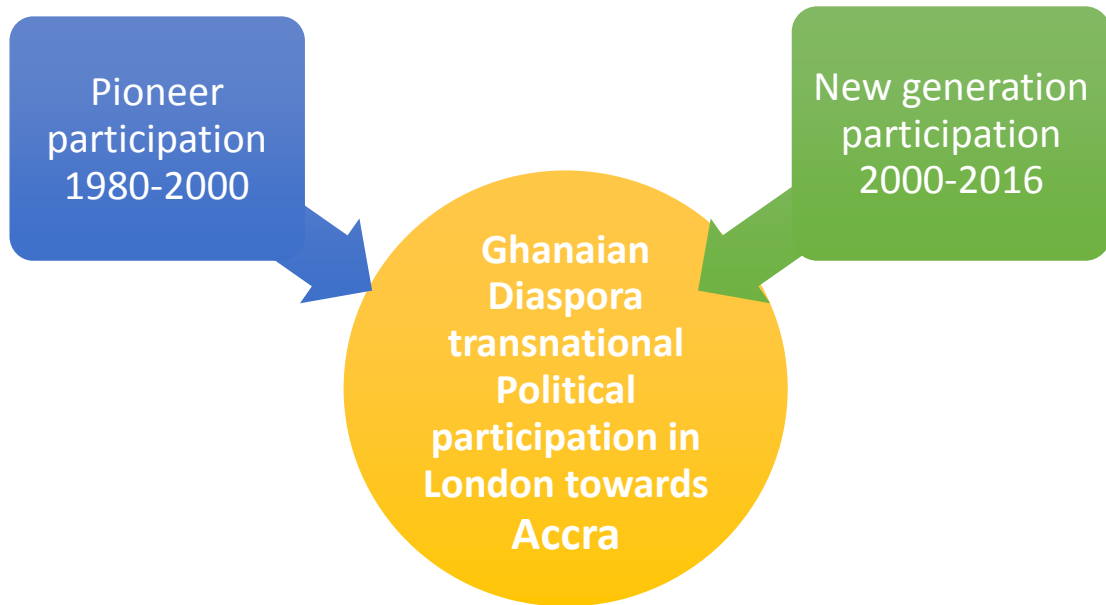 Pioneer
participation
1980-2000
New generation
participation
2000-2016
Ghanaian
Diaspora
transnational
Political
participation in
London towards
Accra